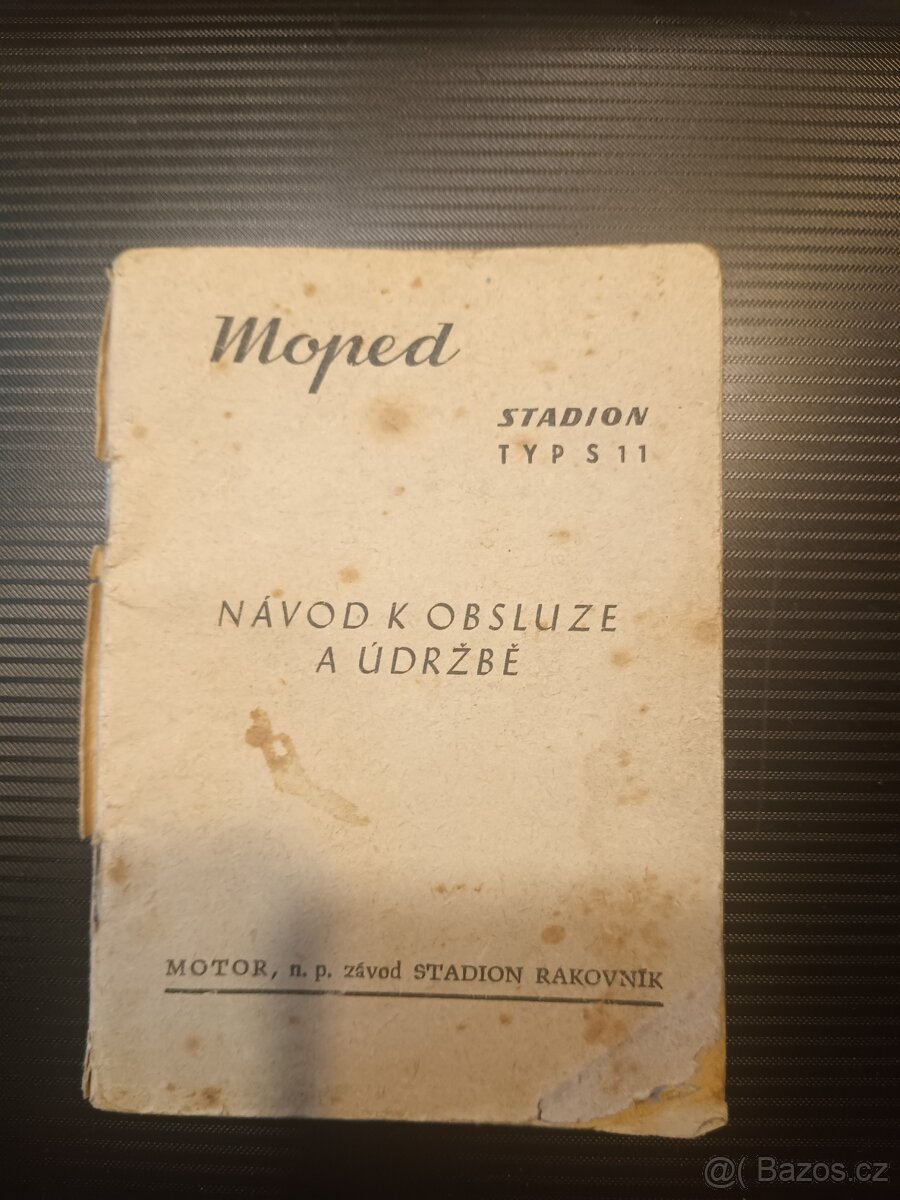 Moped
STADION
TYP S 11
NÁVOD K OBSLUZE
A ÚDRŽBĚ
MOTOR, n. p. závod STADION RAKOVNÍK
@( Bazos.cz